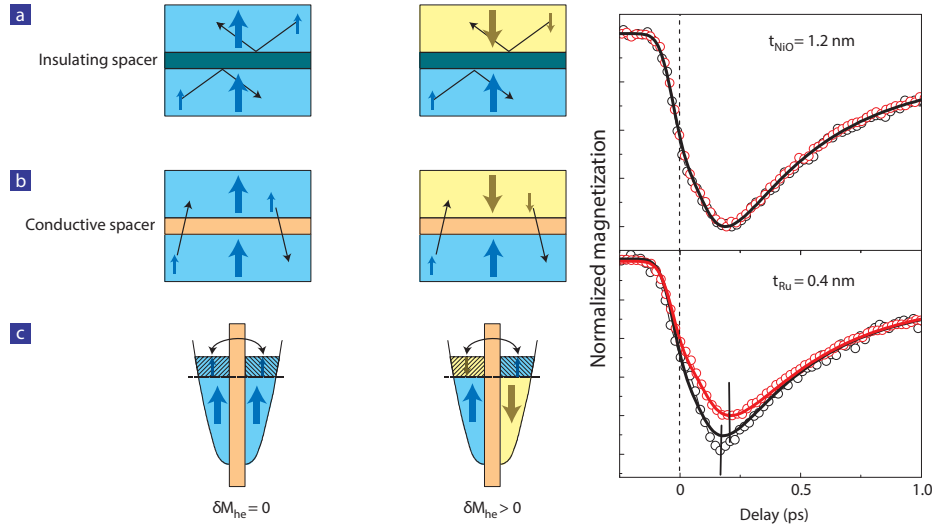 a
Insulating spacer
b
Conductive spacer
c
δM_he = 0
δM_he > 0
Normalized magnetization
t_NiO = 1.2 nm
t_Ru = 0.4 nm
0
0.5
1.0
Delay (ps)